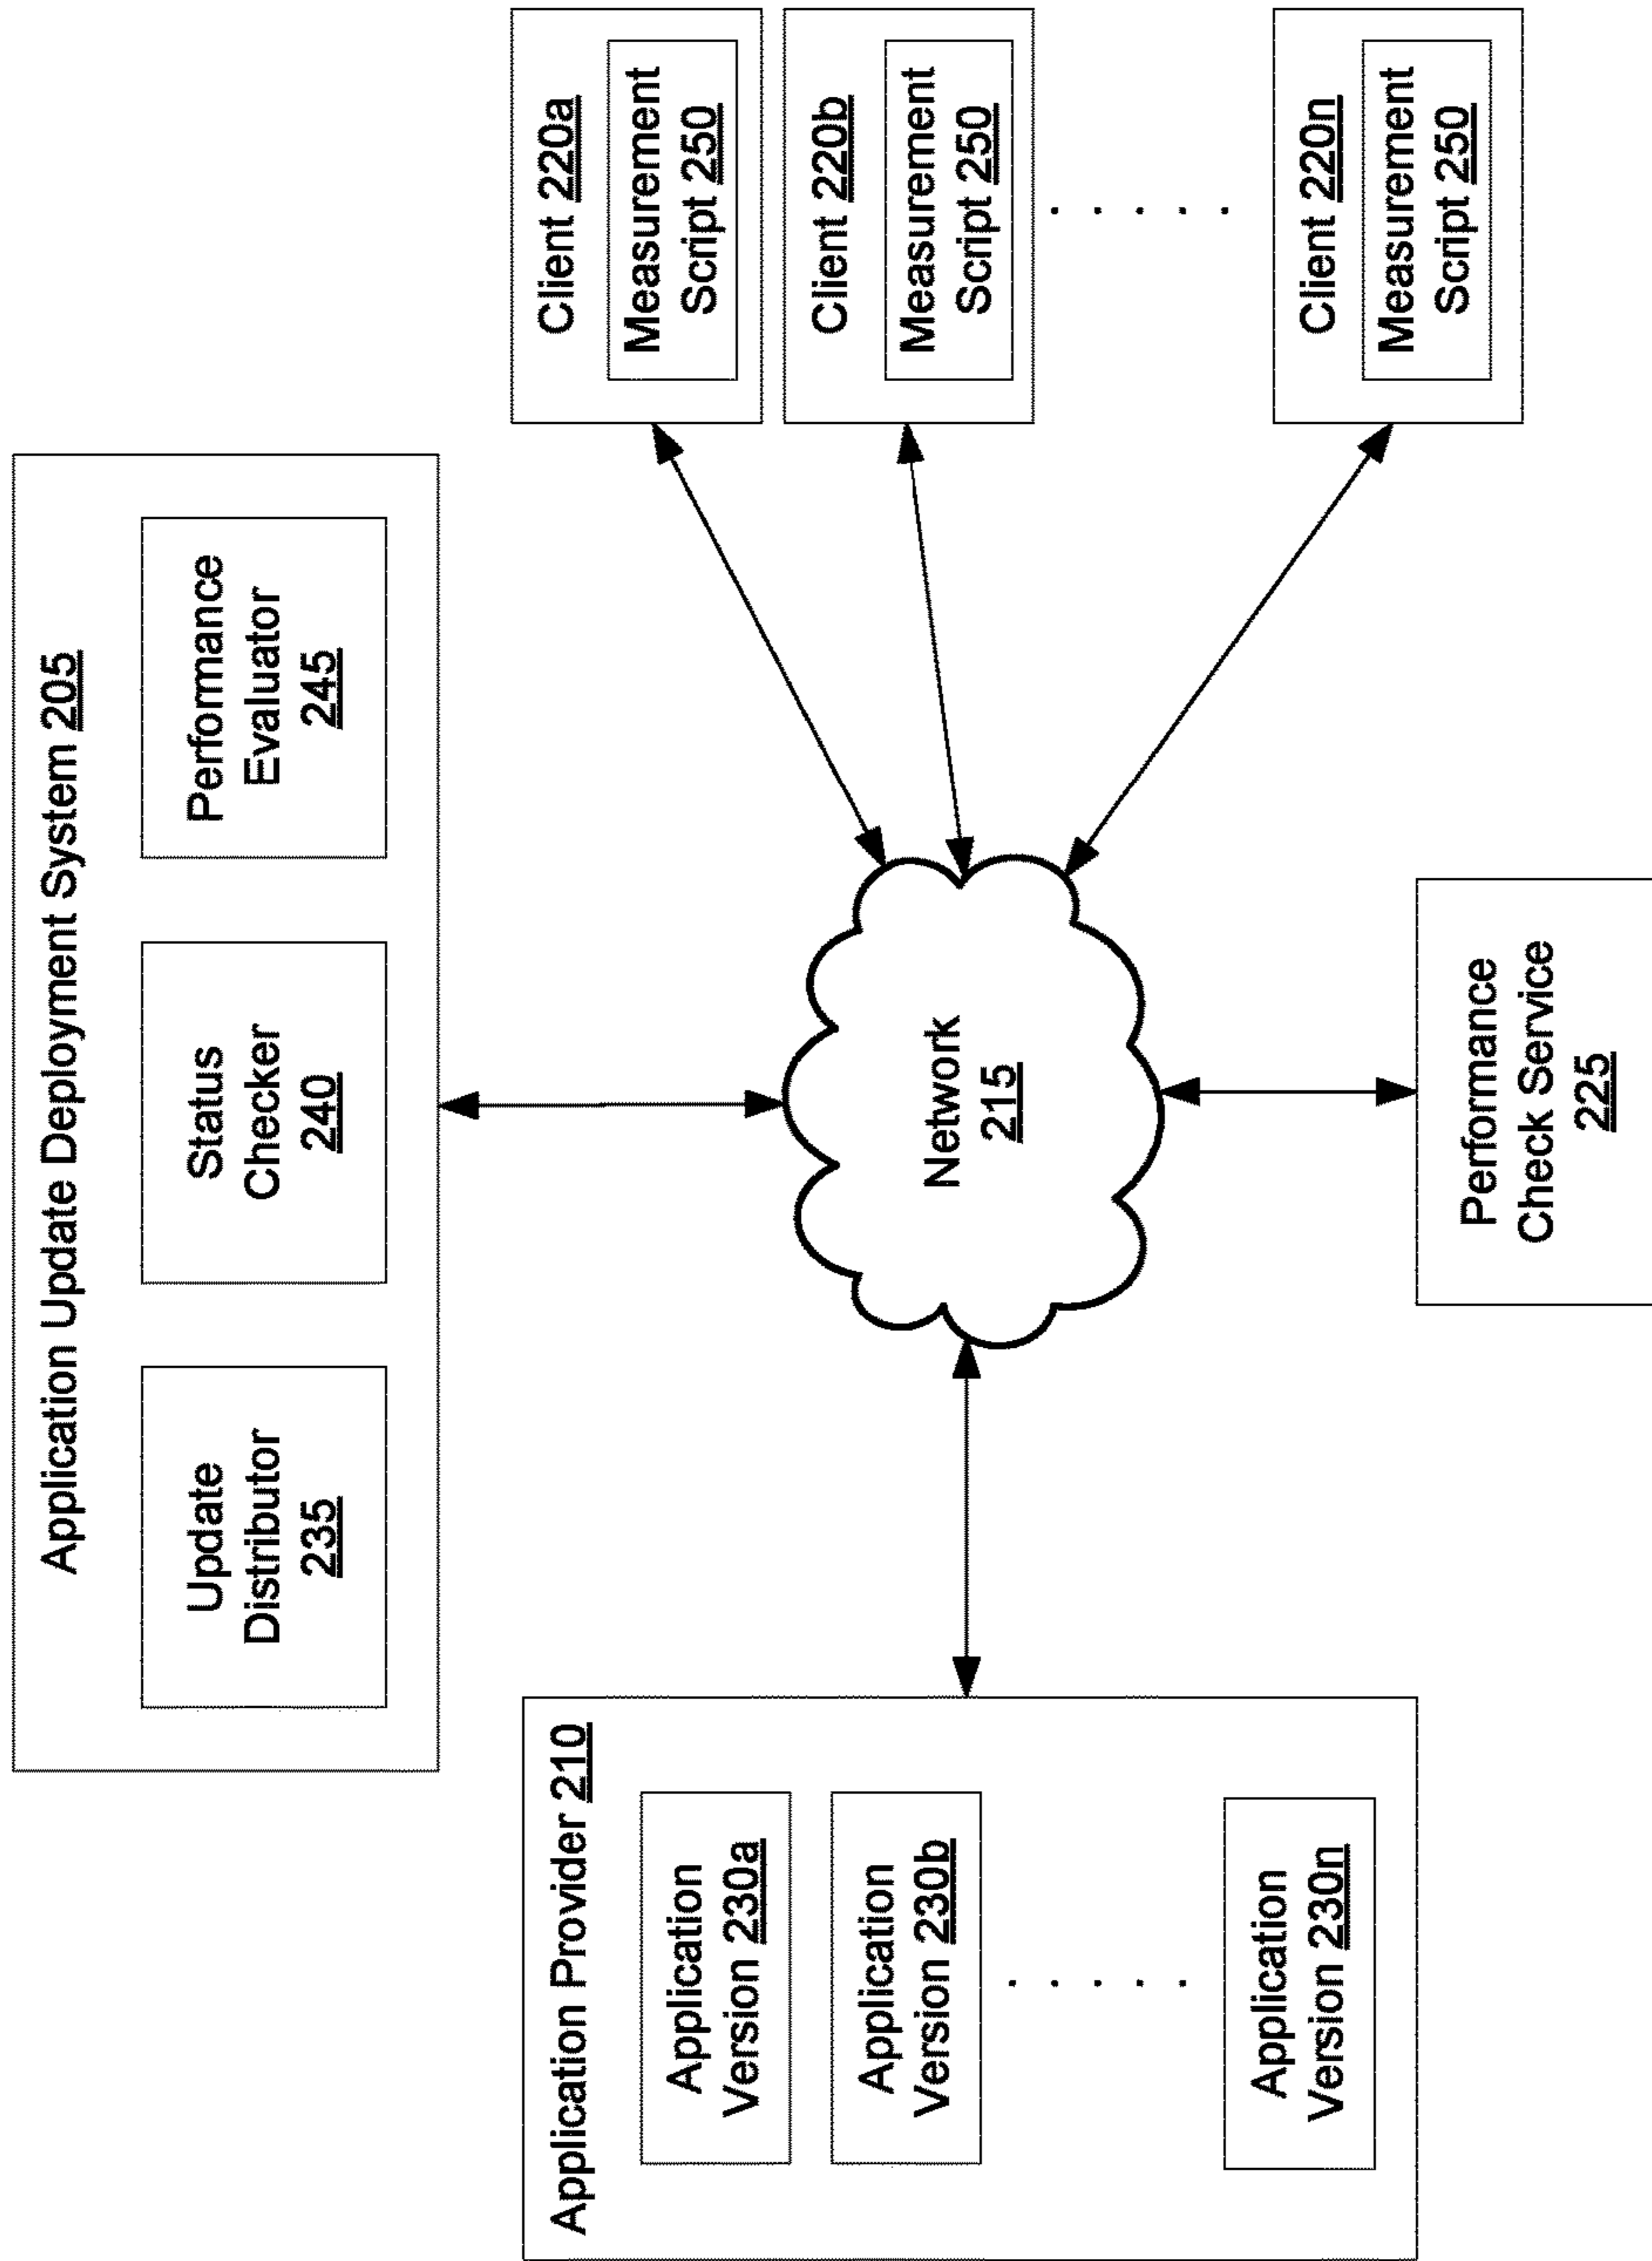 Application Update Deployment System 205
Update
Distributor
235
Status
Checker
240
Performance
Evaluator
245
Application Provider 210
Application
Version 230a
Application
Version 230b
. . . . .
Application
Version 230n
Network
215
Client 220a
Measurement
Script 250
Client 220b
Measurement
Script 250
. . . . .
Client 220n
Measurement
Script 250
Performance
Check Service
225